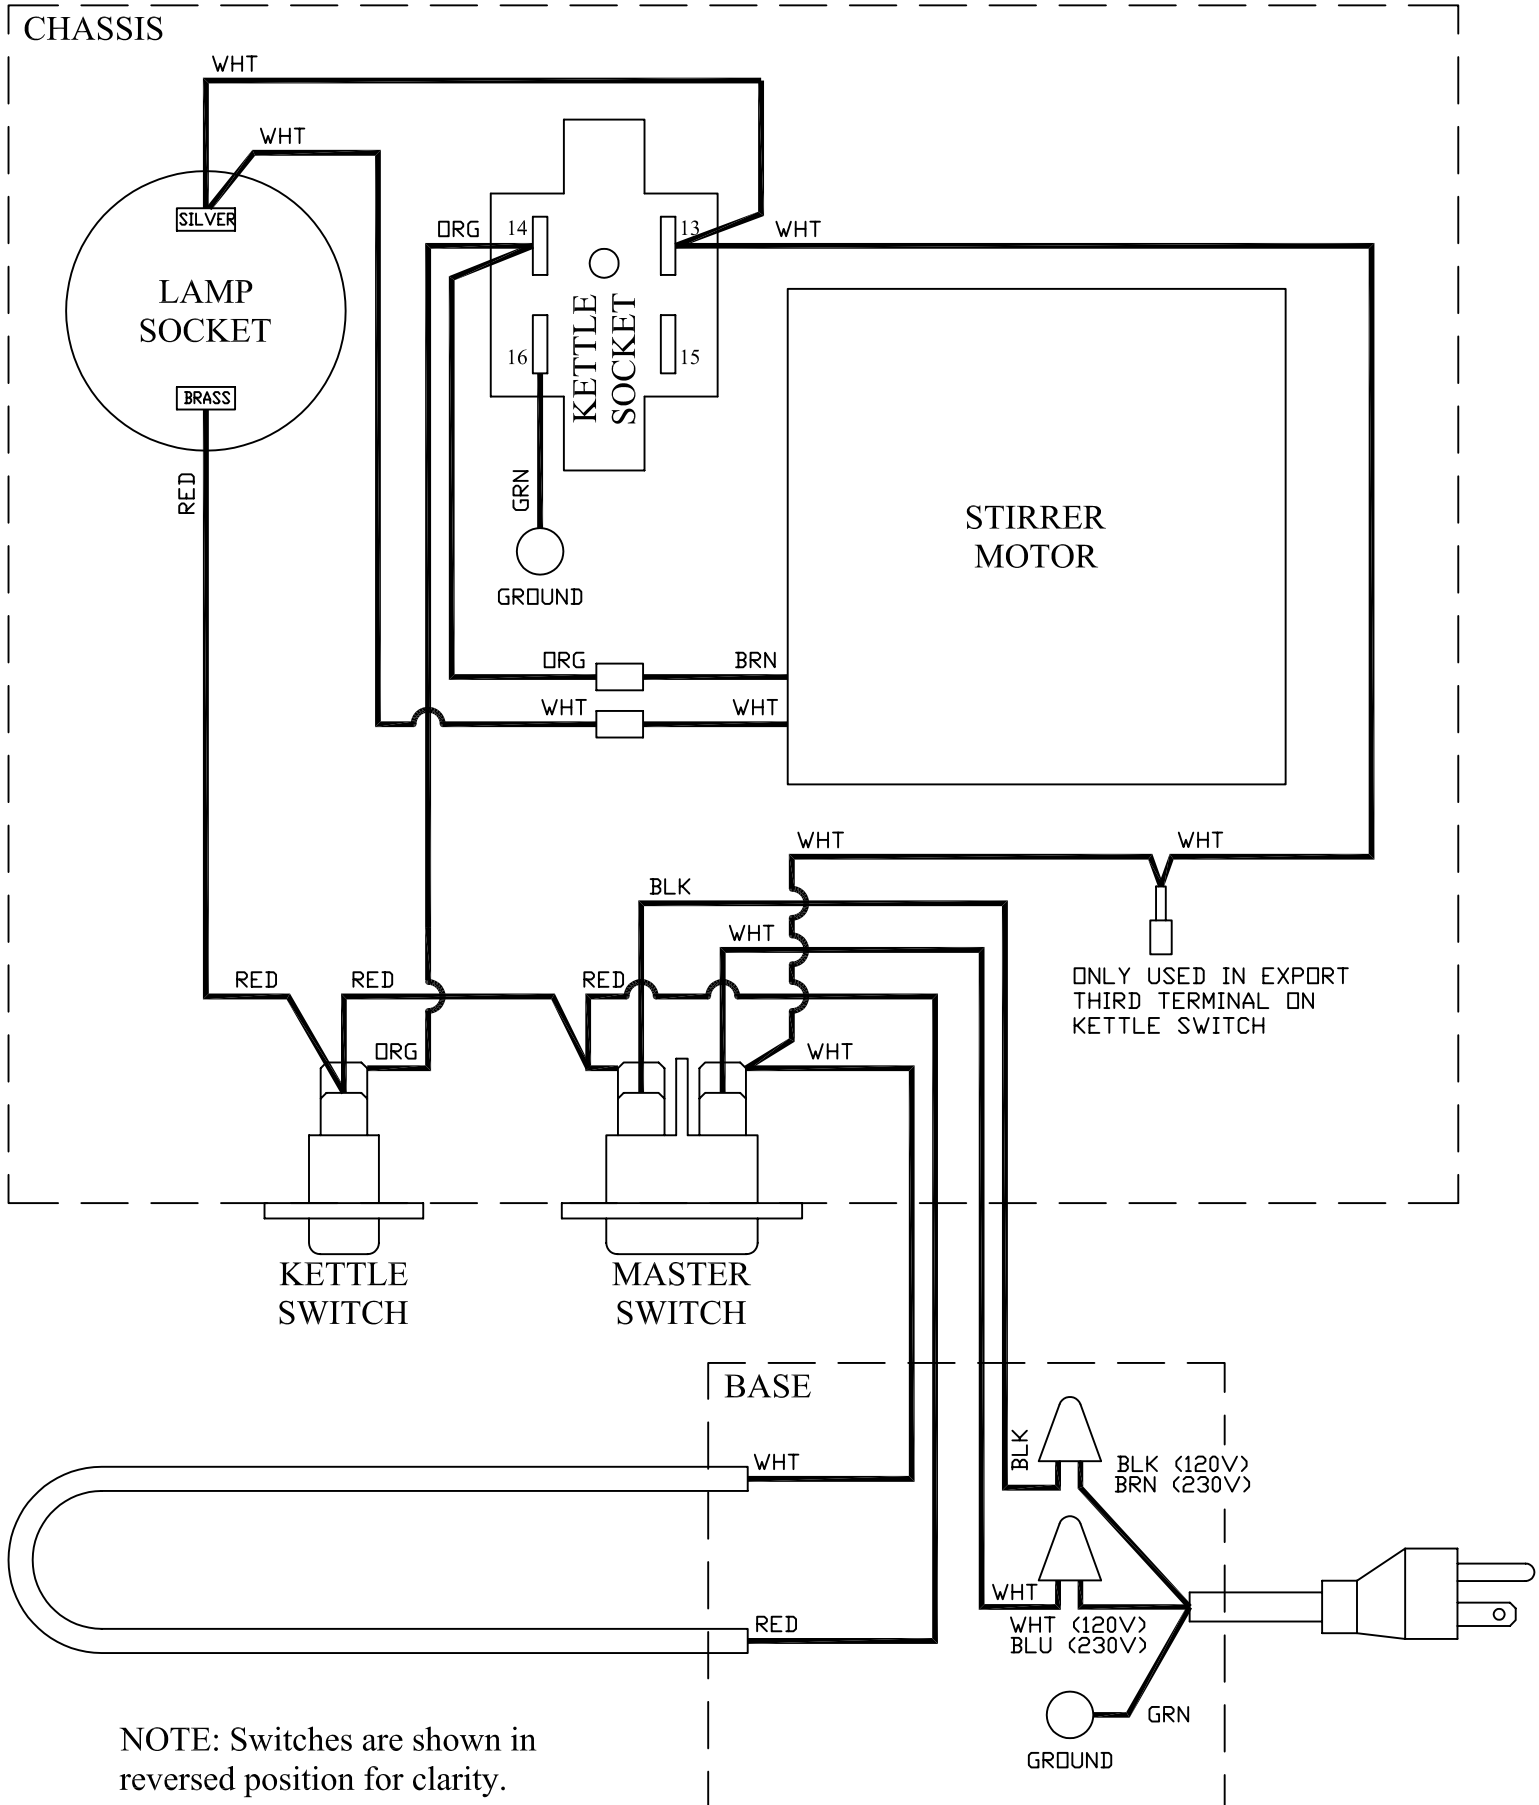 CHASSIS
WHT
WHT
SILVER
LAMP
SOCKET
BRASS
RED
ORG
14
13
WHT
16
15
KETTLE
SOCKET
GRN
GROUND
STIRRER
MOTOR
ORG
BRN
WHT
WHT
WHT
WHT
BLK
WHT
ONLY USED IN EXPORT
THIRD TERMINAL ON
KETTLE SWITCH
RED
RED
RED
ORG
WHT
KETTLE
SWITCH
MASTER
SWITCH
BASE
WHT
BLK
BLK (120V)
BRN (230V)
WHT
WHT (120V)
BLU (230V)
RED
GRN
GROUND
NOTE: Switches are shown in
reversed position for clarity.